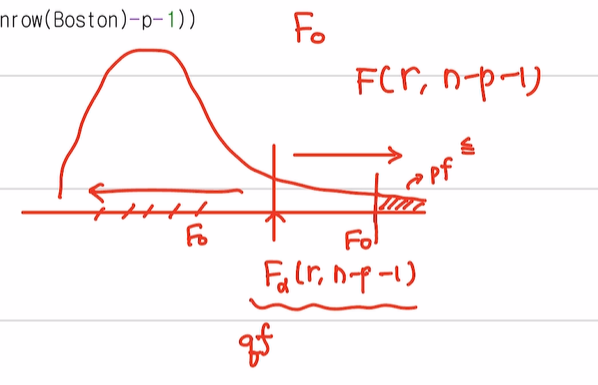 nrow(Boston)-p-1))
F₀
F(r, n-p-1)
pf
F₀
F₀
Fα(r, n-p-1)
qf